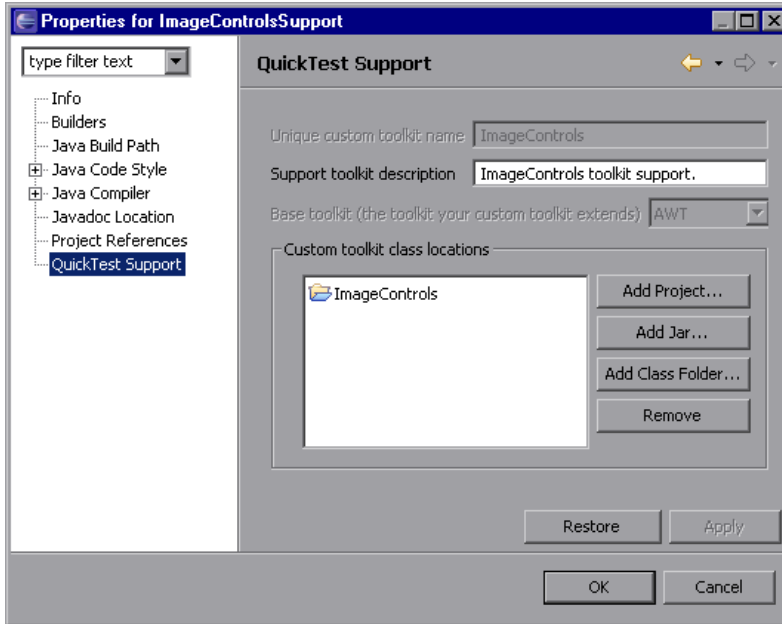 Properties for ImageControlsSupport
type filter text
Info
Builders
Java Build Path
Java Code Style
Java Compiler
Javadoc Location
Project References
QuickTest Support
QuickTest Support
Unique custom toolkit name ImageControls
Support toolkit description ImageControls toolkit support.
Base toolkit (the toolkit your custom toolkit extends) AWT
Custom toolkit class locations
ImageControls
Add Project...
Add Jar...
Add Class Folder...
Remove
Restore Apply
OK Cancel